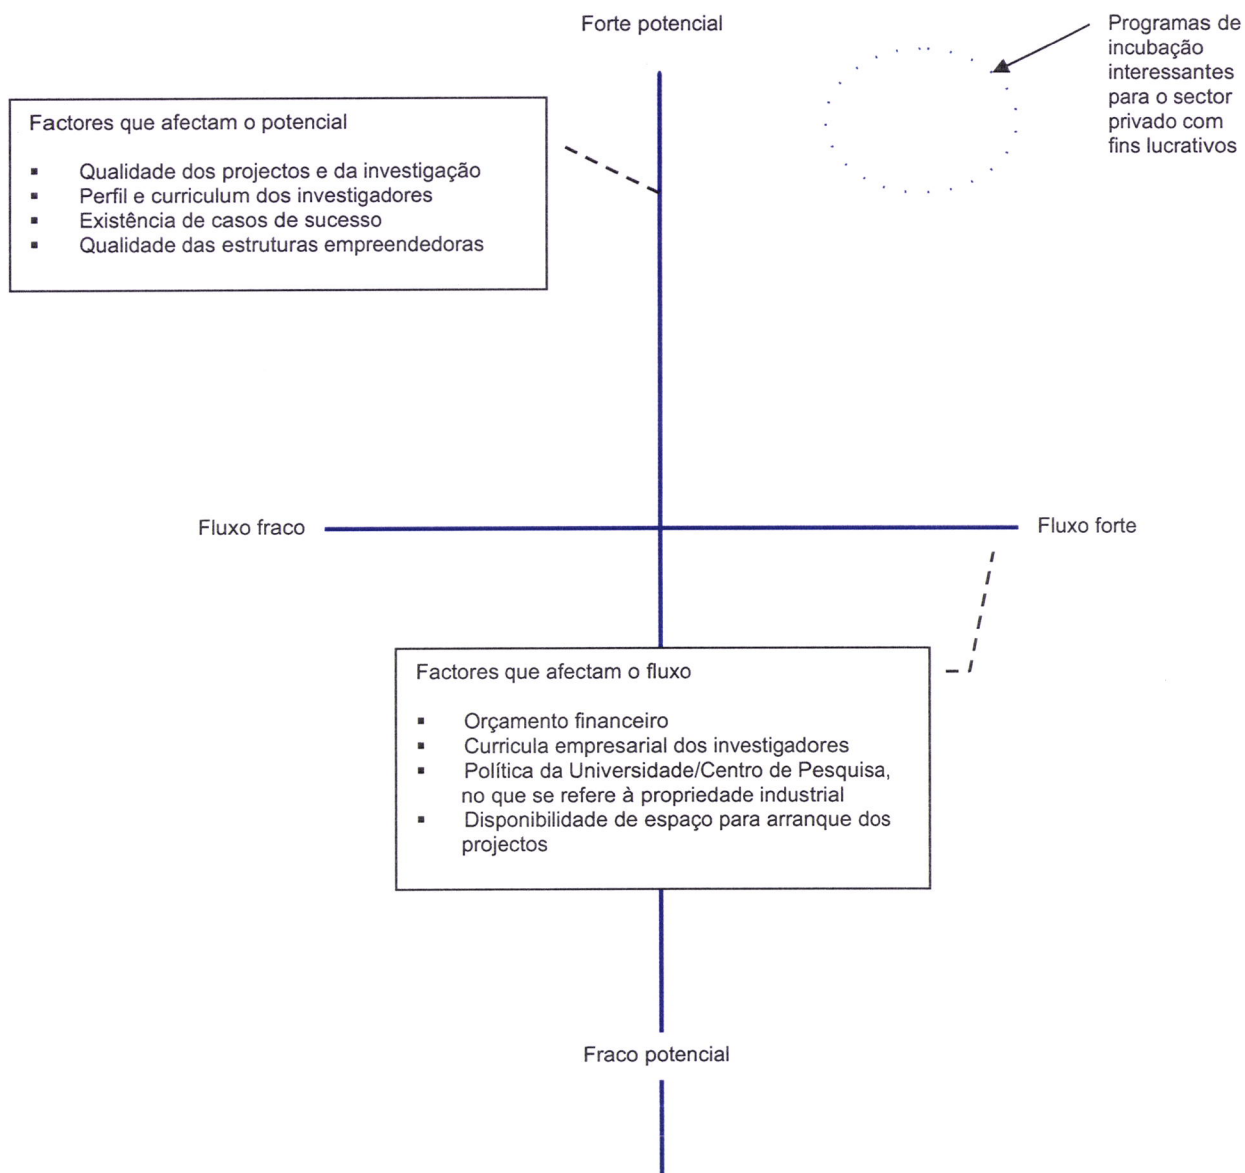 Forte potencial
Programas de
incubação
interessantes
para o sector
privado com
fins lucrativos
Factores que afectam o potencial
▪ Qualidade dos projectos e da investigação
▪ Perfil e curriculum dos investigadores
▪ Existência de casos de sucesso
▪ Qualidade das estruturas empreendedoras
Fluxo fraco
Fluxo forte
Factores que afectam o fluxo
▪ Orçamento financeiro
▪ Curricula empresarial dos investigadores
▪ Política da Universidade/Centro de Pesquisa,
no que se refere à propriedade industrial
▪ Disponibilidade de espaço para arranque dos
projectos
Fraco potencial